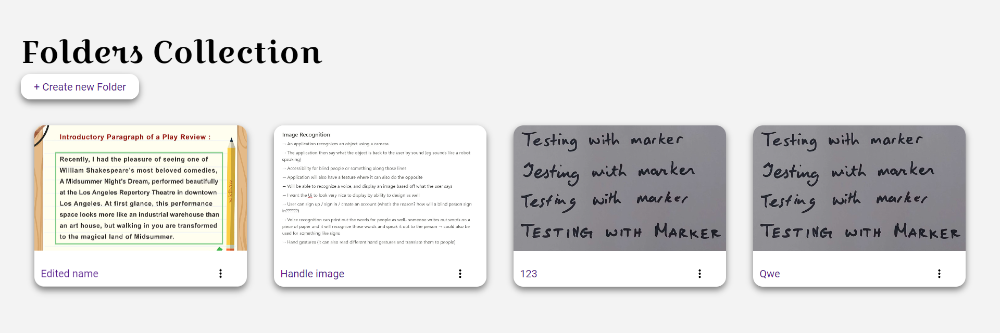 Folders Collection
+ Create new Folder
Introductory Paragraph of a Play Review :
Recently, I had the pleasure of seeing one of
William Shakespeare's most beloved comedies,
A Midsummer Night's Dream, performed beautifully
at the Los Angeles Repertory Theatre in downtown
Los Angeles. At first glance, this performance
space looks more like an industrial warehouse than
an art house, but walking in you are transformed
to the magical land of Midsummer.
wikihow
Edited name
Image Recognition
→ An application recognizes an object using a camera
→ The application then say what the object is back to the user by sound (eg sounds like a robot
speaking)
→ Accessibility for blind people or something along those lines
→ Application will also have a feature where it can also do the opposite
→ Will be able to recognize a voice, and display an image based off what the user says
→ I want the Ui to look very nice to display by ability to design as well
→ User can sign up / sign in / create an account (what's the reason? how will a blind person sign
in??????)
→ Voice recognition can print out the words for people as well.. someone writes out words on a
piece of paper and it will recognize those words and speak it out to the person → could also be
used for something like signs
→ Hand gestures (It can also read different hand gestures and translate them to people)
Handle image
Testing with marker
Testing with marker
Testing with marker
TESTING WITH MARKER
123
Testing with marker
Testing with marker
Testing with marker
TESTING WITH MARKER
Qwe